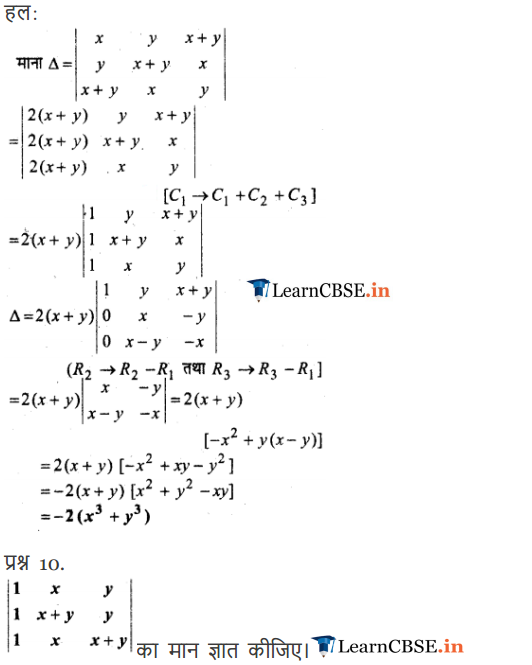 हल:
माना Δ = | x y x + y |
| y x + y x |
| x + y x y |
= | 2(x + y) y x + y |
| 2(x + y) x + y x |
| 2(x + y) x y |
[C₁ → C₁ + C₂ + C₃]
= 2(x + y) | 1 y x + y |
| 1 x + y x |
| 1 x y |
LearnCBSE.in
Δ = 2(x + y) | 1 y x + y |
| 0 x −y |
| 0 x − y −x |
(R₂ → R₂ − R₁ तथा R₃ → R₃ − R₁]
= 2(x + y) | x −y | = 2(x + y)
| x − y −x |
[−x² + y(x − y)]
= 2(x + y) [−x² + xy − y²]
= −2(x + y) [x² + y² − xy]
= −2(x³ + y³)
प्रश्न 10.
| 1 x y |
| 1 x + y y |
| 1 x x + y | का मान ज्ञात कीजिए। LearnCBSE.in